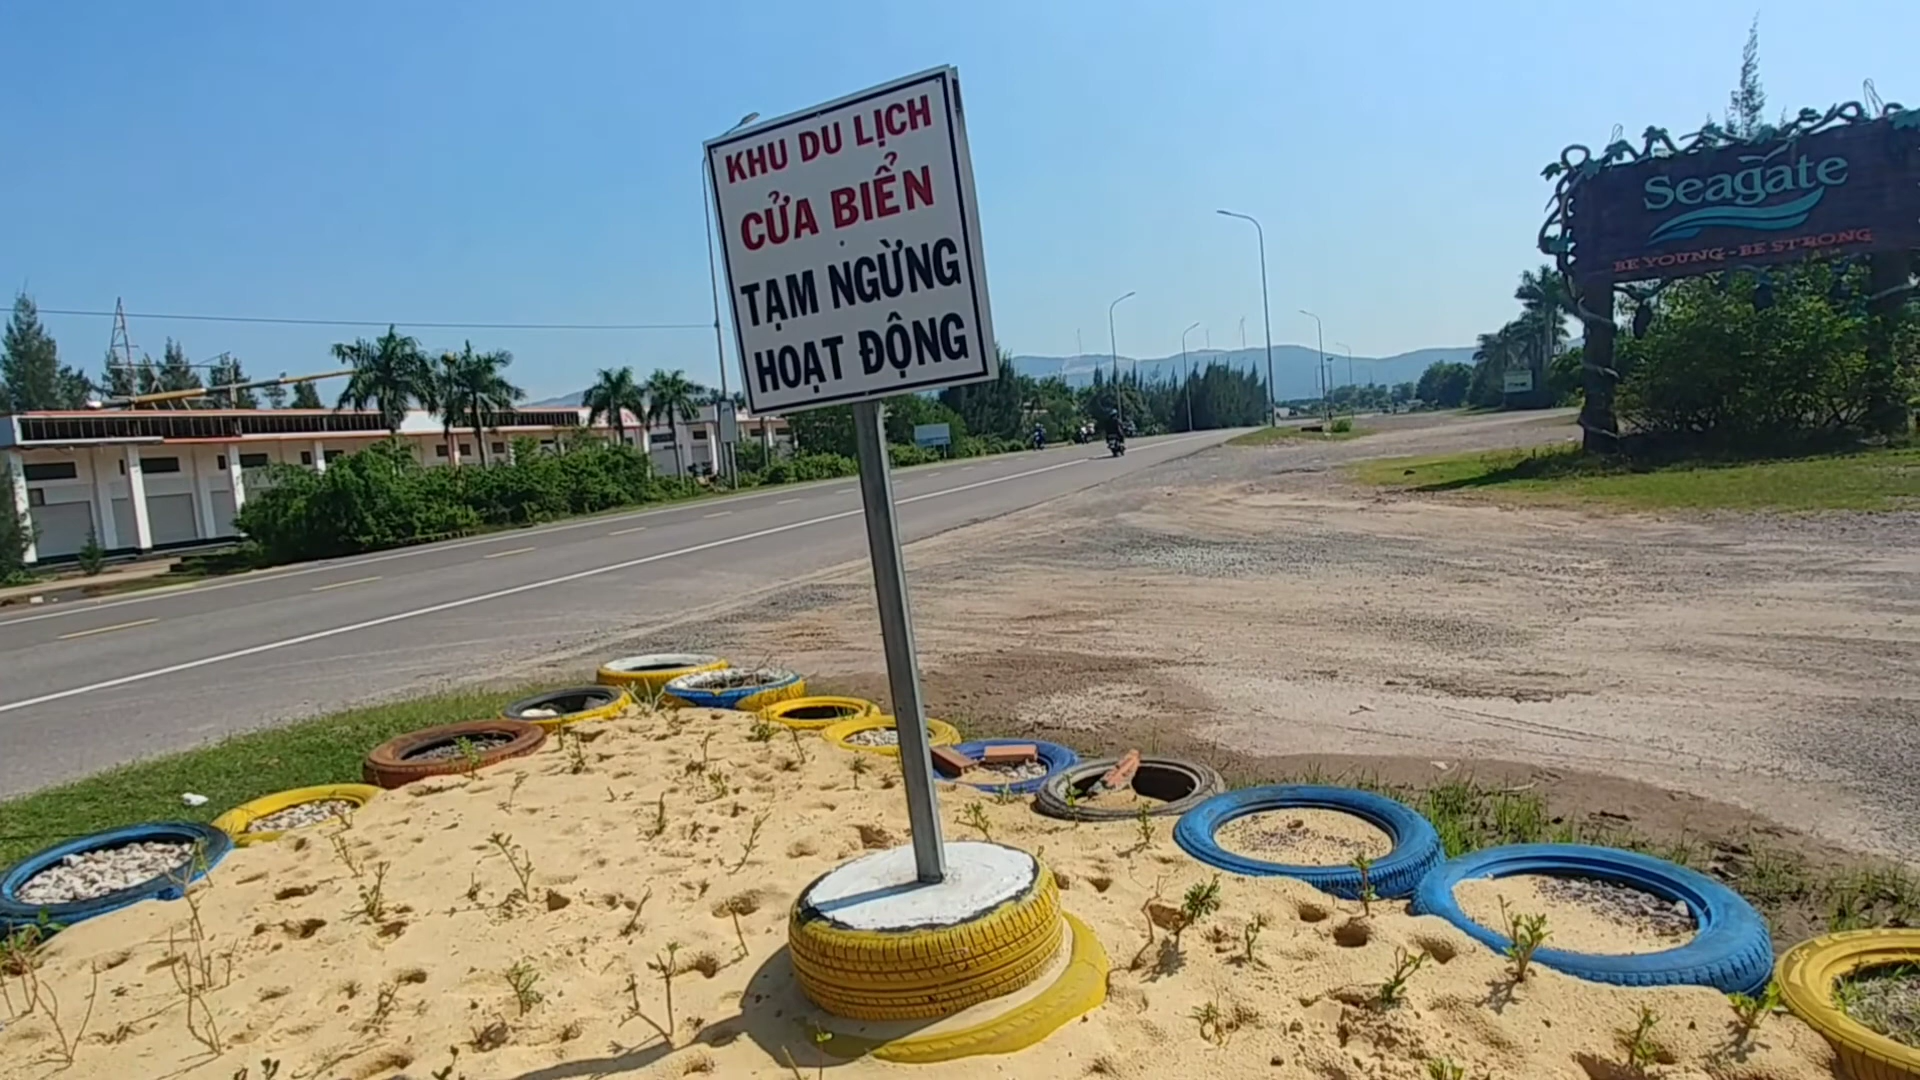 KHU DU LỊCH
CỬA BIỂN
TẠM NGỪNG
HOẠT ĐỘNG
Seagate
BE YOUNG - BE STRONG